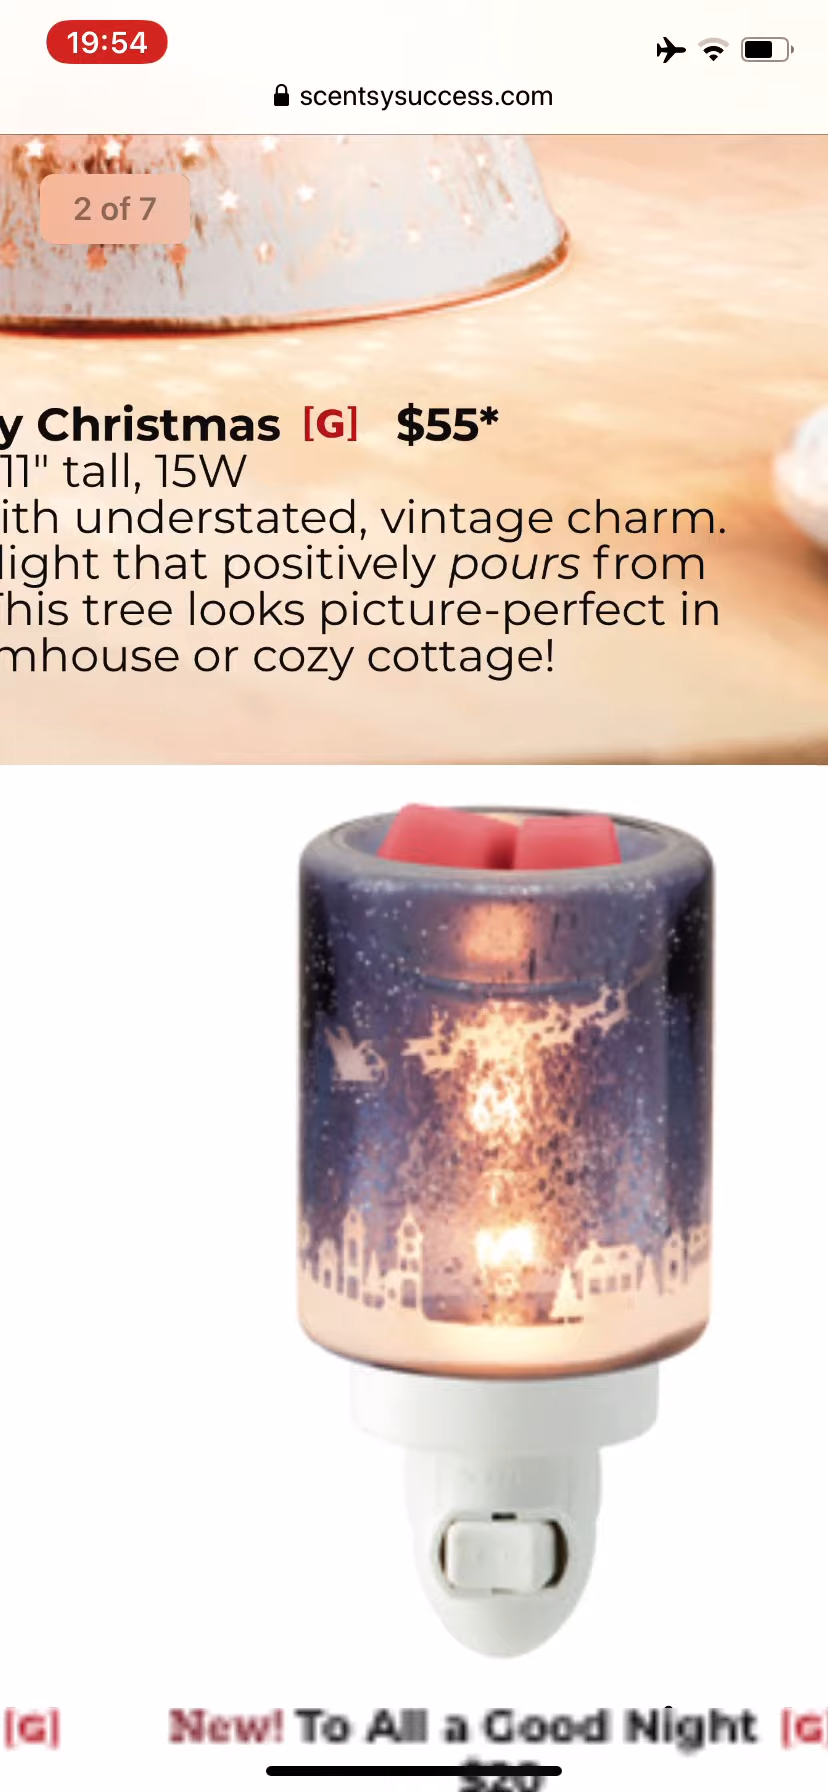 19:54
scentsysuccess.com
2 of 7
y Christmas [G] $55*
11" tall, 15W
ith understated, vintage charm.
light that positively pours from
This tree looks picture-perfect in
mhouse or cozy cottage!
[G] New! To All a Good Night [G
$20